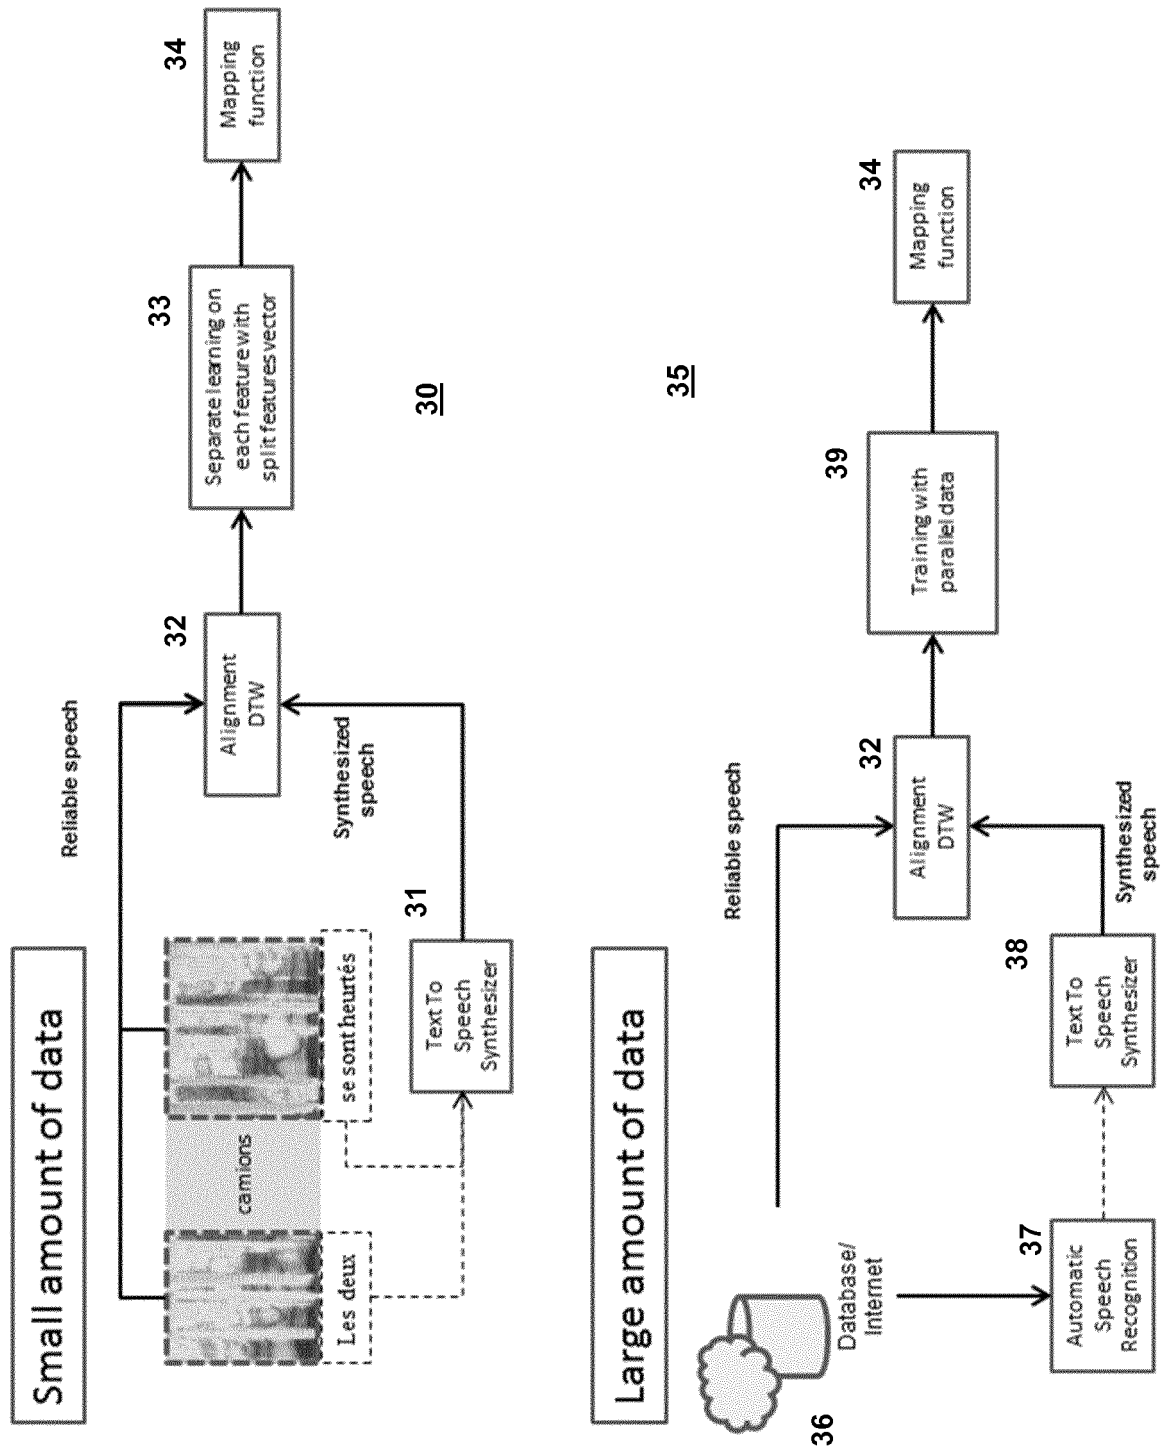 Small amount of data
Les deux
camions
se sont heurtés
Reliable speech
Text To
Speech
Synthesizer
31
Synthesized
speech
Alignment
DTW
32
Separate learning on
each feature with
split features vector
33
Mapping
function
34
30
Large amount of data
36
Database/
Internet
Reliable speech
Automatic
Speech
Recognition
37
Text To
Speech
Synthesizer
38
Synthesized
speech
Alignment
DTW
32
Training with
parallel data
39
Mapping
function
34
35